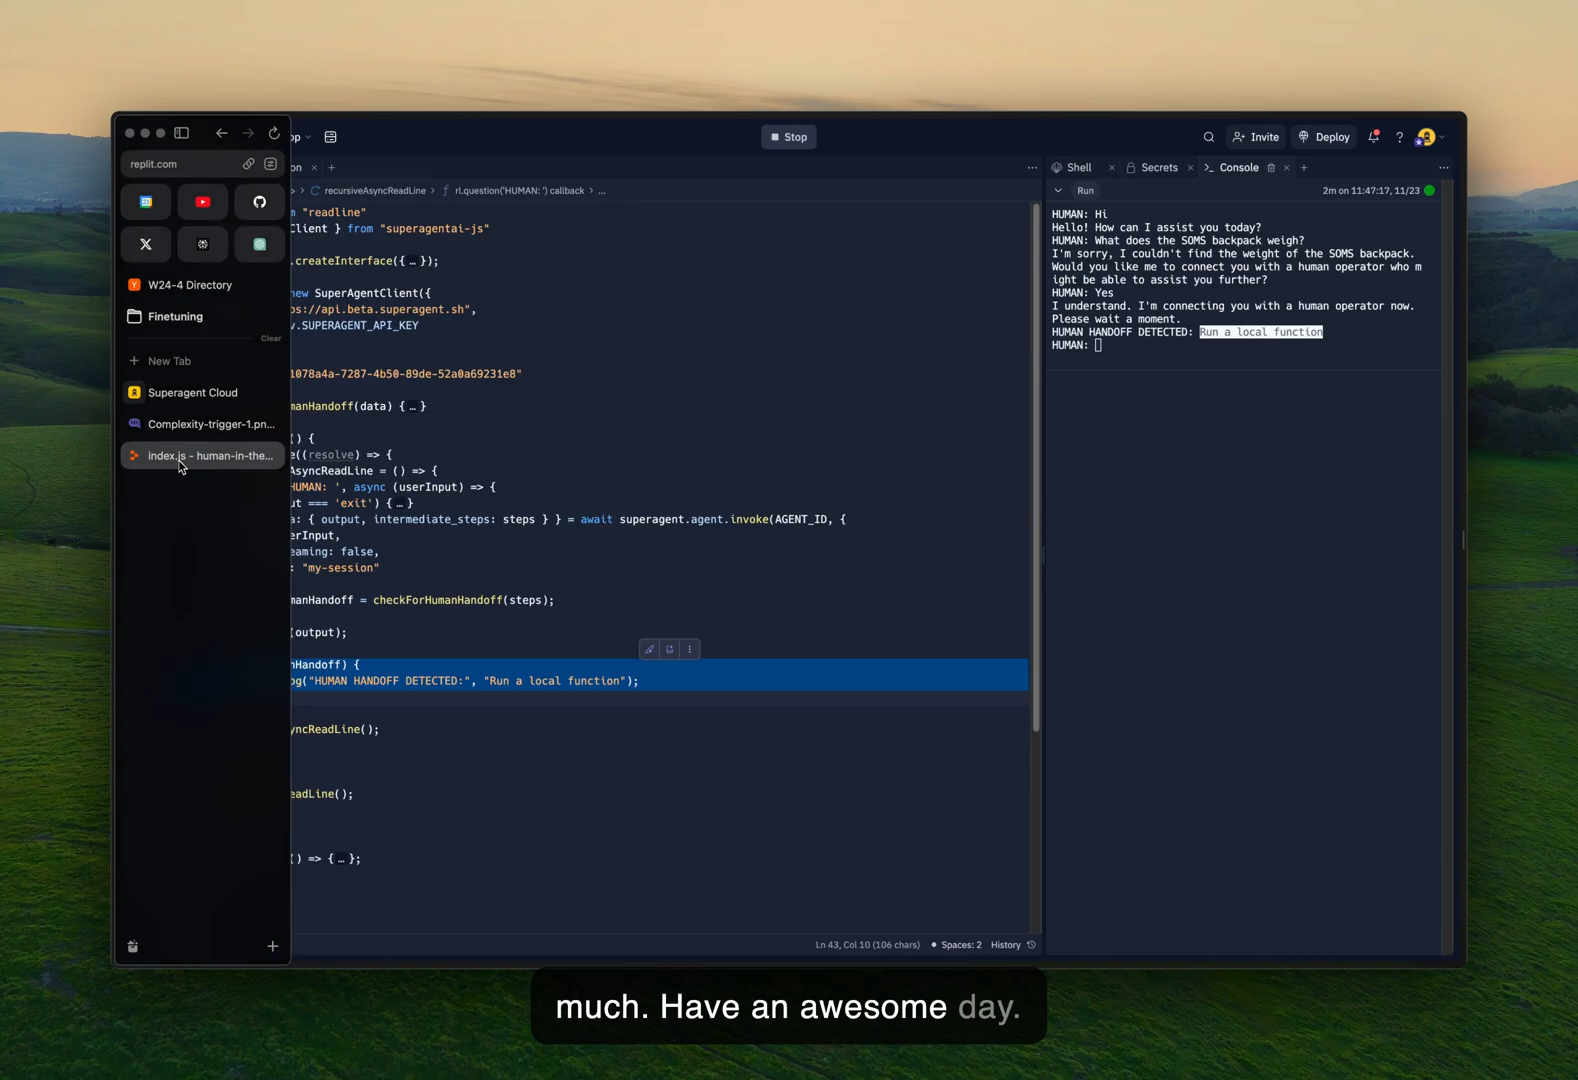 op
Stop
Invite
Deploy
?
replit.com
on × +
Shell × Secrets × >_ Console × +
> recursiveAsyncReadLine > f rl.question('HUMAN: ') callback > ...
Run
2m on 11:47:17, 11/23
X
W24-4 Directory
Finetuning
Clear
+ New Tab
Superagent Cloud
Complexity-trigger-1.pn...
index.js - human-in-the...
"readline"
Client } from "superagentai-js"
.createInterface({ … });
new SuperAgentClient({
ps://api.beta.superagent.sh",
v.SUPERAGENT_API_KEY
1078a4a-7287-4b50-89de-52a0a69231e8"
manHandoff(data) { … }
() {
e((resolve) => {
AsyncReadLine = () => {
HUMAN: ', async (userInput) => {
ut === 'exit') { … }
a: { output, intermediate_steps: steps } } = await superagent.agent.invoke(AGENT_ID, {
erInput,
eaming: false,
: "my-session"
manHandoff = checkForHumanHandoff(steps);
(output);
nHandoff) {
og("HUMAN HANDOFF DETECTED:", "Run a local function");
yncReadLine();
eadLine();
() => { … };
Ln 43, Col 10 (106 chars) • Spaces: 2 History
HUMAN: Hi
Hello! How can I assist you today?
HUMAN: What does the SOMS backpack weigh?
I'm sorry, I couldn't find the weight of the SOMS backpack.
Would you like me to connect you with a human operator who m
ight be able to assist you further?
HUMAN: Yes
I understand. I'm connecting you with a human operator now.
Please wait a moment.
HUMAN HANDOFF DETECTED: Run a local function
HUMAN:
much. Have an awesome day.